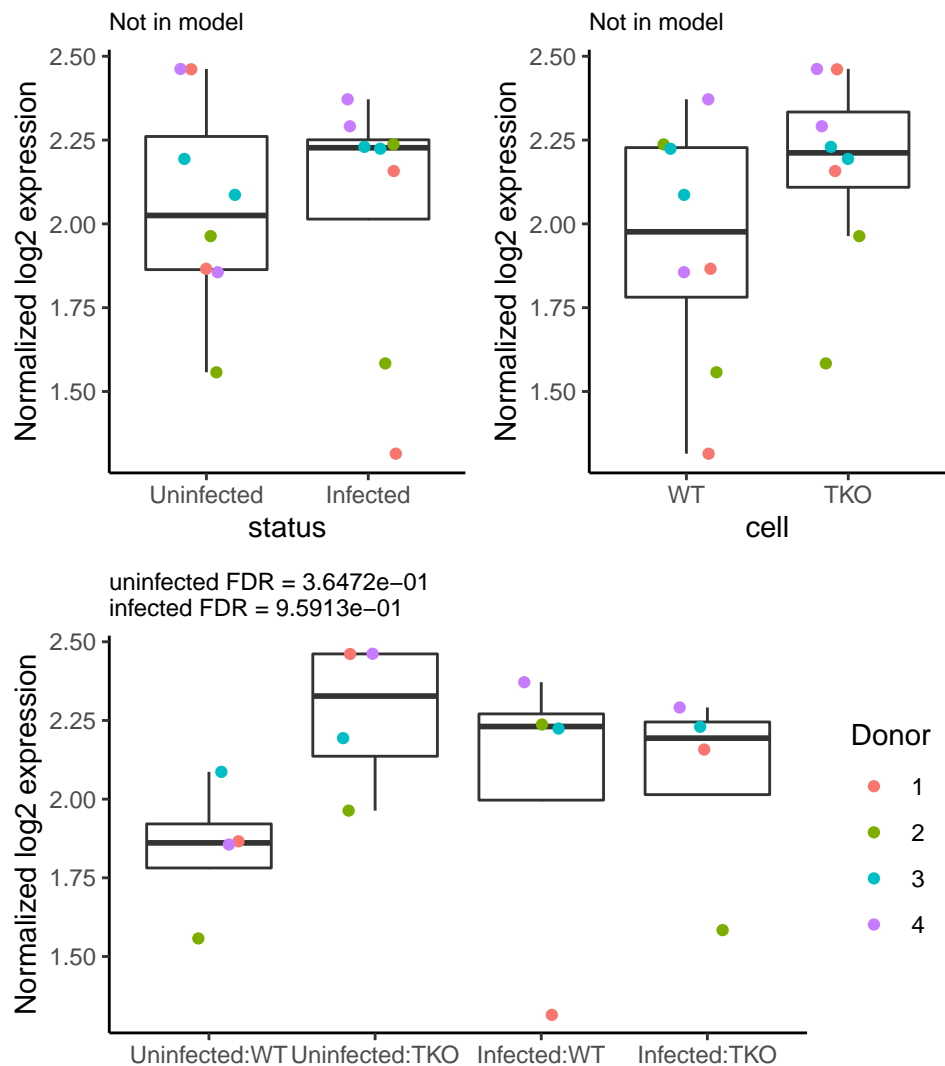 Not in model
Normalized log2 expression
2.50
2.25
2.00
1.75
1.50
Uninfected
Infected
status
Not in model
Normalized log2 expression
2.50
2.25
2.00
1.75
1.50
WT
TKO
cell
uninfected FDR = 3.6472e−01
infected FDR = 9.5913e−01
Normalized log2 expression
2.50
2.25
2.00
1.75
1.50
Uninfected:WT
Uninfected:TKO
Infected:WT
Infected:TKO
Donor
1
2
3
4